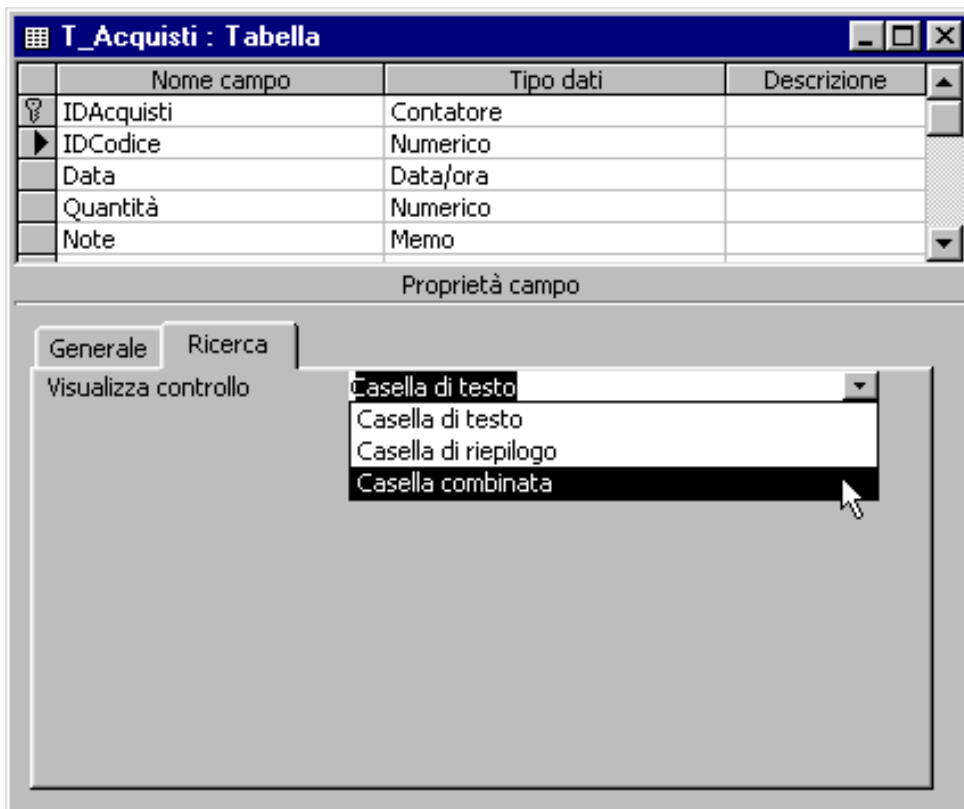 T_Acquisti : Tabella
Nome campo Tipo dati Descrizione
IDAcquisti Contatore
IDCodice Numerico
Data Data/ora
Quantità Numerico
Note Memo
Proprietà campo
Generale Ricerca
Visualizza controllo Casella di testo
Casella di testo
Casella di riepilogo
Casella combinata